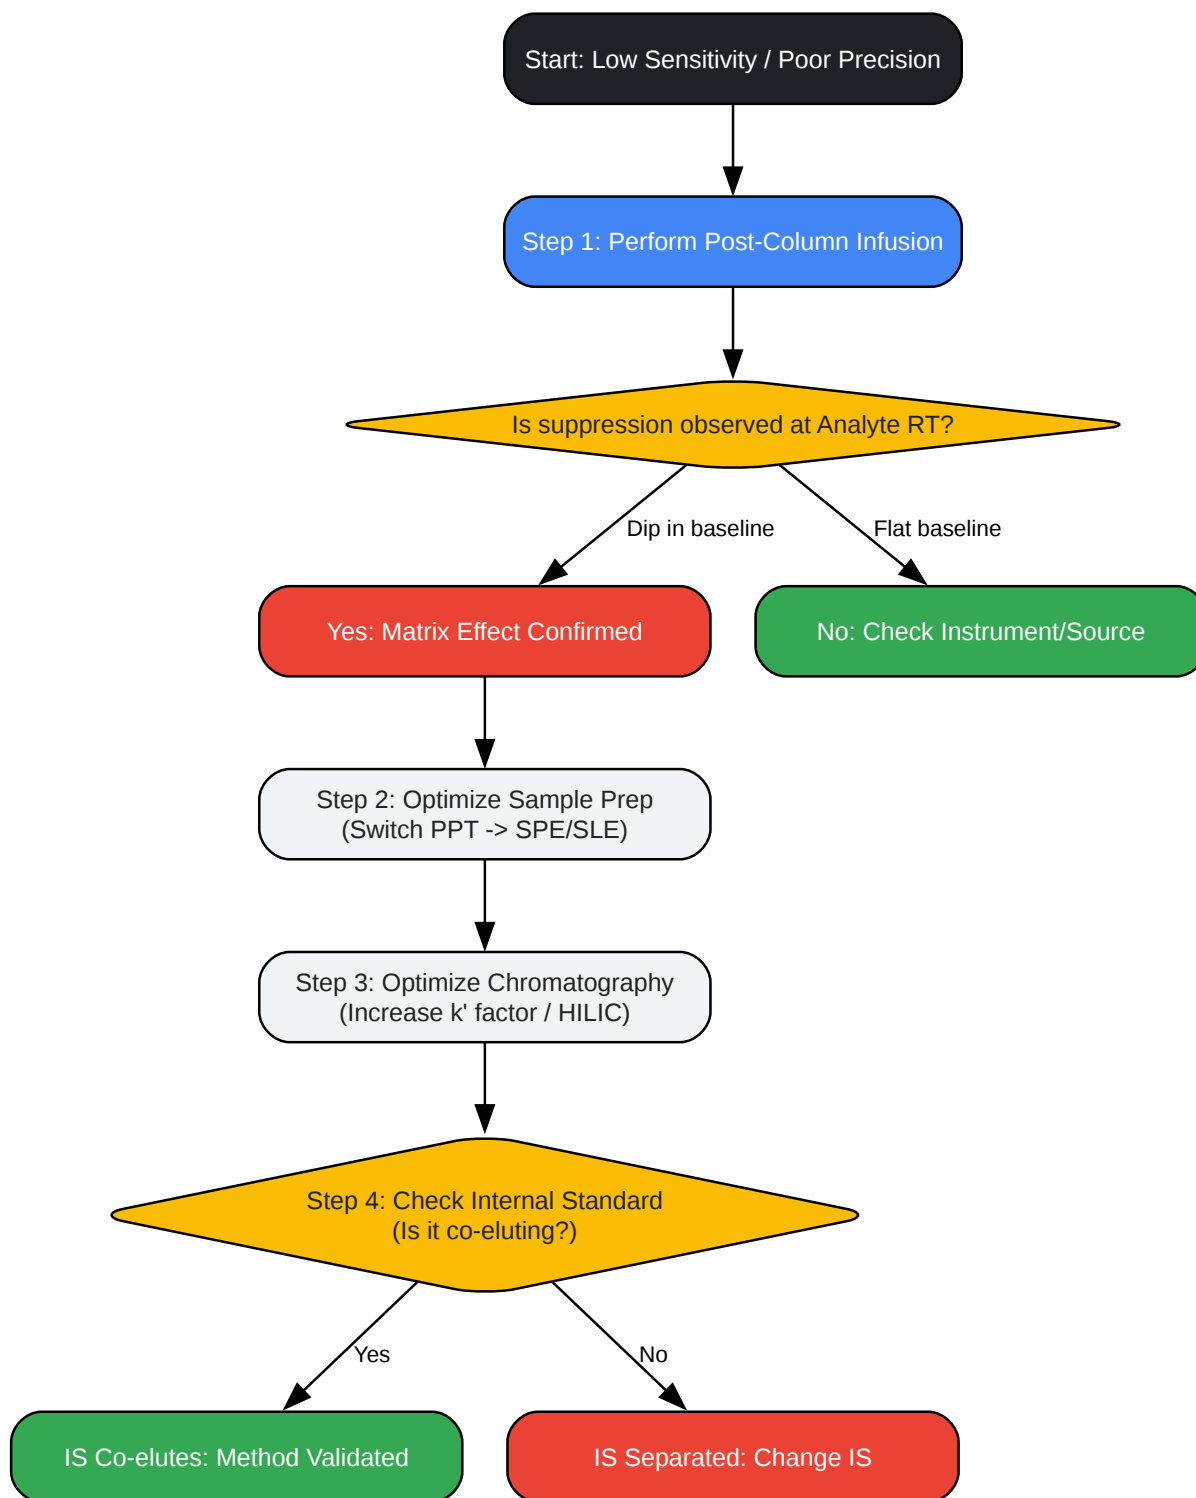 Start: Low Sensitivity / Poor Precision
Step 1: Perform Post-Column Infusion
Is suppression observed at Analyte RT?
Dip in baseline
Flat baseline
Yes: Matrix Effect Confirmed
No: Check Instrument/Source
Step 2: Optimize Sample Prep
(Switch PPT -> SPE/SLE)
Step 3: Optimize Chromatography
(Increase k' factor / HILIC)
Step 4: Check Internal Standard
(Is it co-eluting?)
Yes
No
IS Co-elutes: Method Validated
IS Separated: Change IS